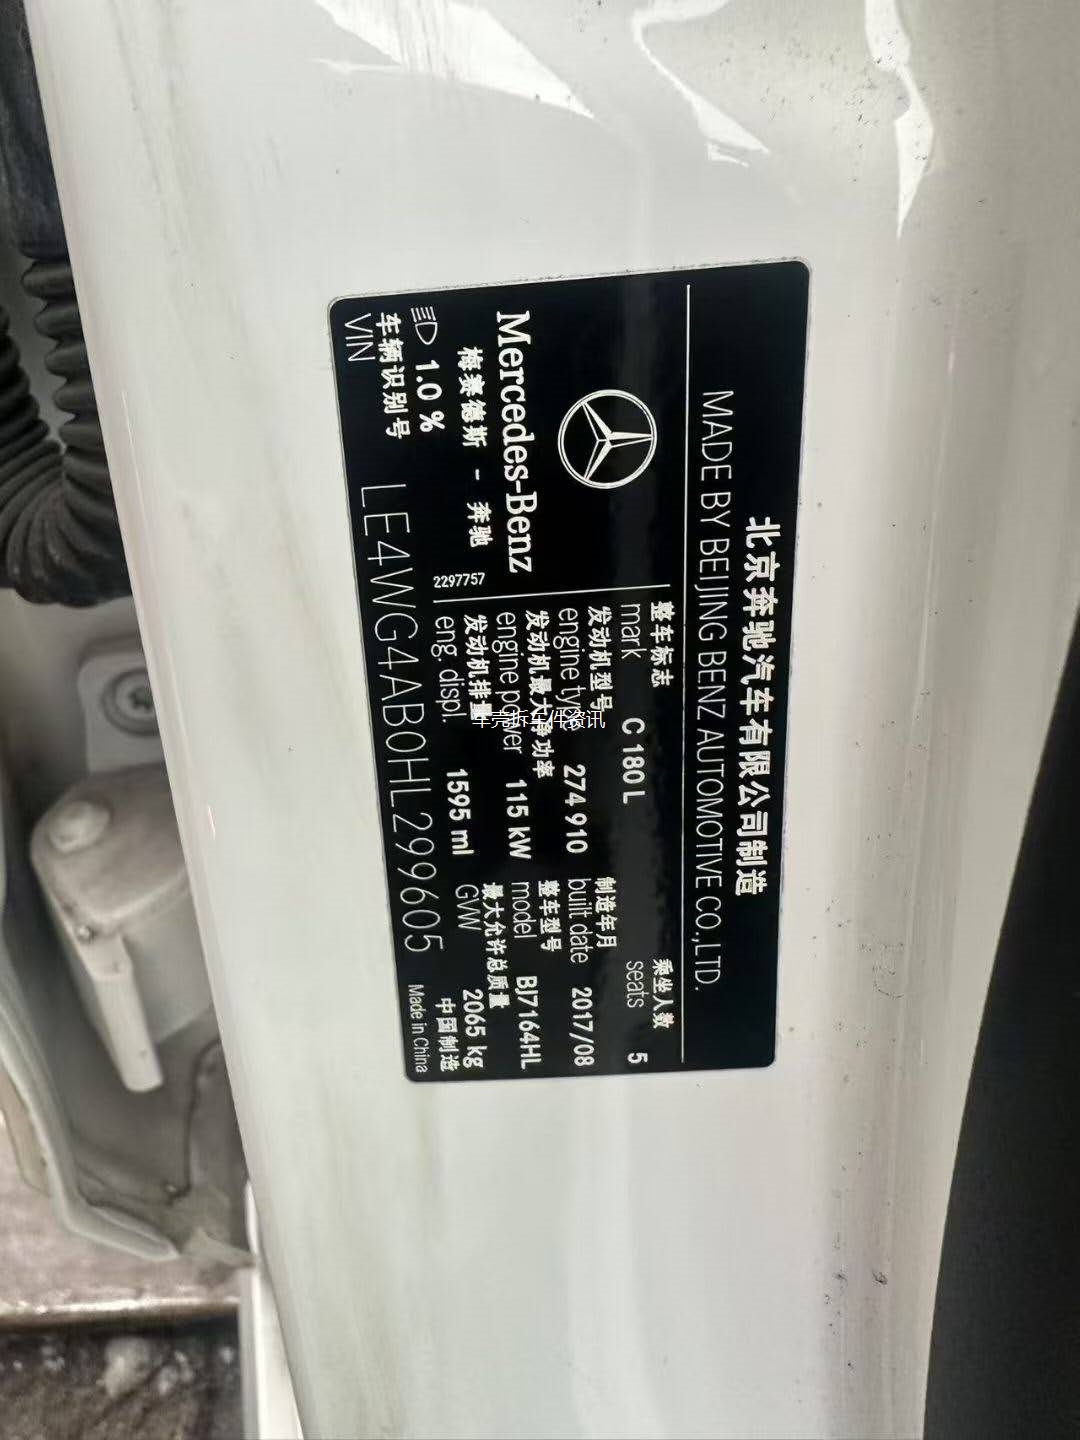 北京奔驰汽车有限公司制造
MADE BY BEIJING BENZ AUTOMOTIVE CO.,LTD.
Mercedes-Benz
梅赛德斯 - 奔驰
2297757
整车标志
mark C 180 L
乘坐人数
seats 5
发动机型号
engine type 274 910
制造年月
built date 2017/08
发动机最大净功率
engine power 115 kW
整车型号
model BJ7164HL
发动机排量
eng. displ. 1595 ml
最大允许总质量
GVW 2065 kg
1.0 %
车辆识别号
VIN LE4WG4AB0HL299605
中国制造
Made in China
车莞拆车件资讯